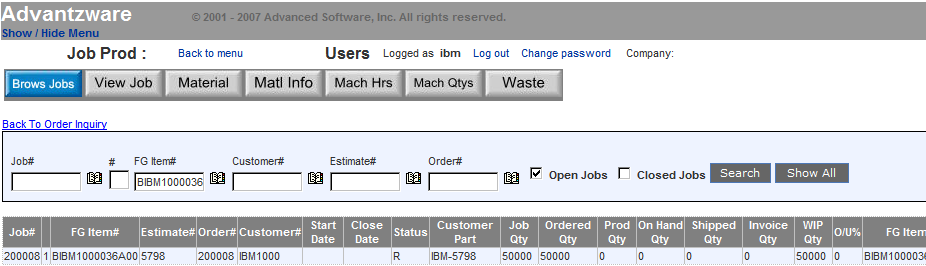 Advantzware © 2001 - 2007 Advanced Software, Inc. All rights reserved.
Show / Hide Menu
Job Prod : Back to menu Users Logged as ibm Log out Change password Company:
Brows Jobs View Job Material Matl Info Mach Hrs Mach Qtys Waste
Back To Order Inquiry
Job# # FG Item# Customer# Estimate# Order#
BIBM1000036 Open Jobs Closed Jobs Search Show All
Job# FG Item# Estimate# Order# Customer# Start Date Close Date Status Customer Part Job Qty Ordered Qty Prod Qty On Hand Qty Shipped Qty Invoice Qty WIP Qty O/U% FG Item
200008 1 BIBM1000036A00 5798 200008 IBM1000 R IBM-5798 50000 50000 0 0 0 0 50000 0 BIBM1000036